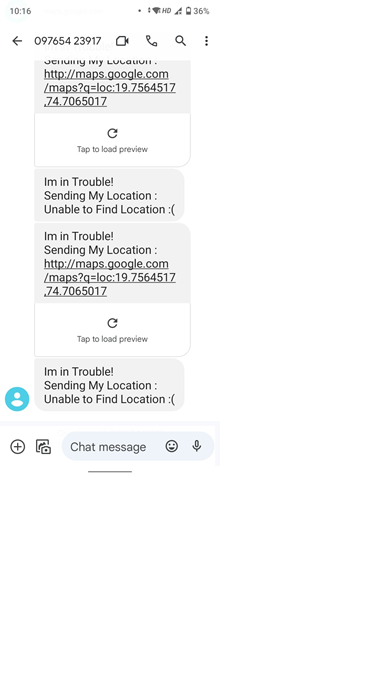 10:16
HD
36%
097654 23917
Sending My Location :
http://maps.google.com
/maps?q=loc:19.7564517
,74.7065017
Tap to load preview
Im in Trouble!
Sending My Location :
Unable to Find Location :(
Im in Trouble!
Sending My Location :
http://maps.google.com
/maps?q=loc:19.7564517
,74.7065017
Tap to load preview
Im in Trouble!
Sending My Location :
Unable to Find Location :(
Chat message